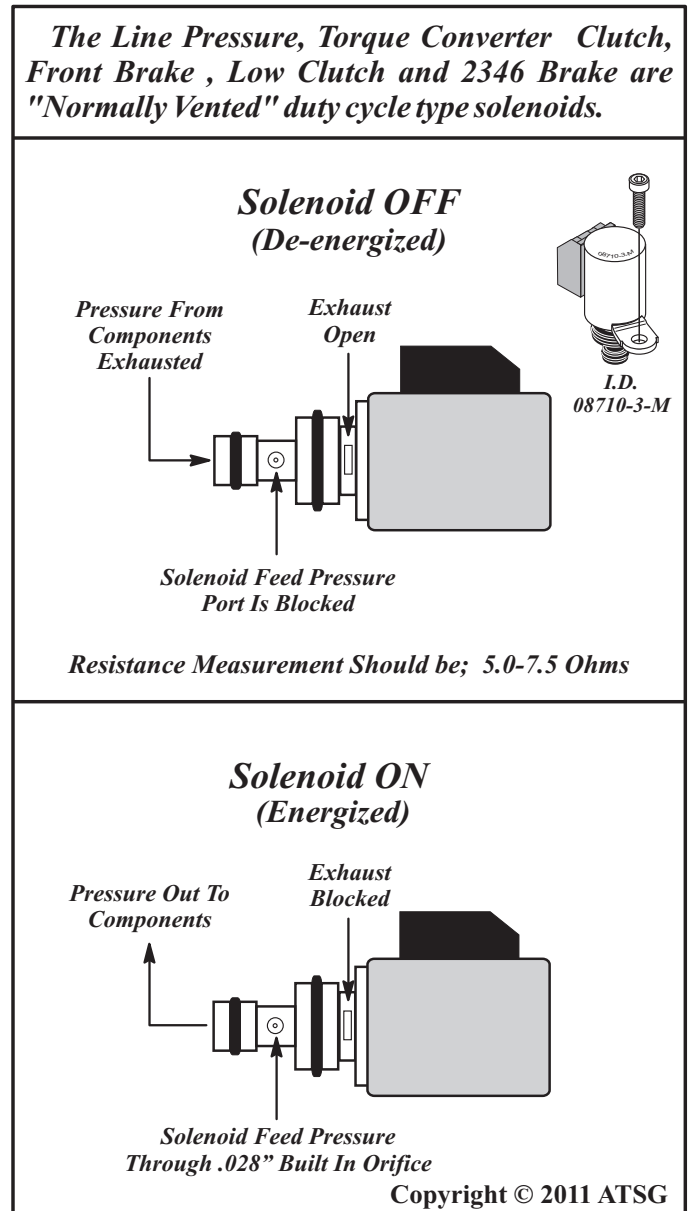 The Line Pressure, Torque Converter Clutch,
Front Brake , Low Clutch and 2346 Brake are
"Normally Vented" duty cycle type solenoids.
Solenoid OFF
(De-energized)
08710-3-M
I.D.
08710-3-M
Pressure From
Components
Exhausted
Exhaust
Open
Solenoid Feed Pressure
Port Is Blocked
Resistance Measurement Should be; 5.0-7.5 Ohms
Solenoid ON
(Energized)
Pressure Out To
Components
Exhaust
Blocked
Solenoid Feed Pressure
Through .028” Built In Orifice
Copyright © 2011 ATSG